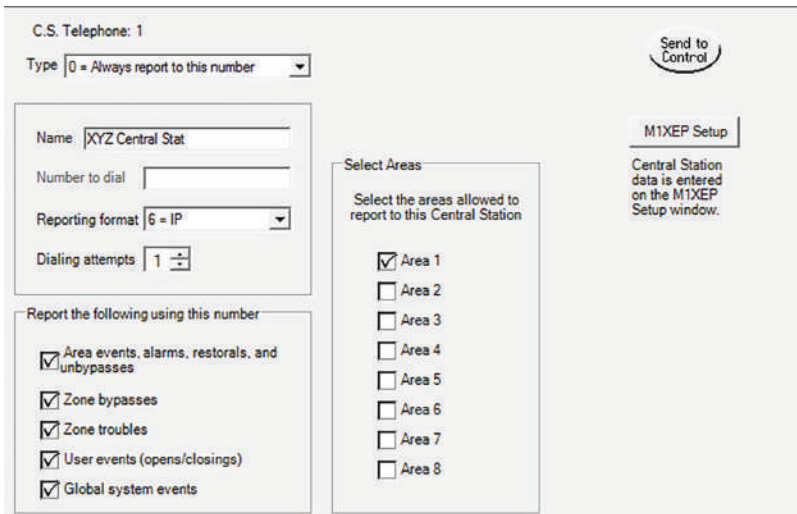 C.S. Telephone: 1
Type 0 = Always report to this number
Send to
Control
Name XYZ Central Stat
Number to dial
Reporting format 6 = IP
Dialing attempts 1
M1XEP Setup
Central Station
data is entered
on the M1XEP
Setup window.
Select Areas
Select the areas allowed to
report to this Central Station
Area 1
Area 2
Area 3
Area 4
Area 5
Area 6
Area 7
Area 8
Report the following using this number
Area events, alarms, restorals, and
unbypasses
Zone bypasses
Zone troubles
User events (opens/closings)
Global system events